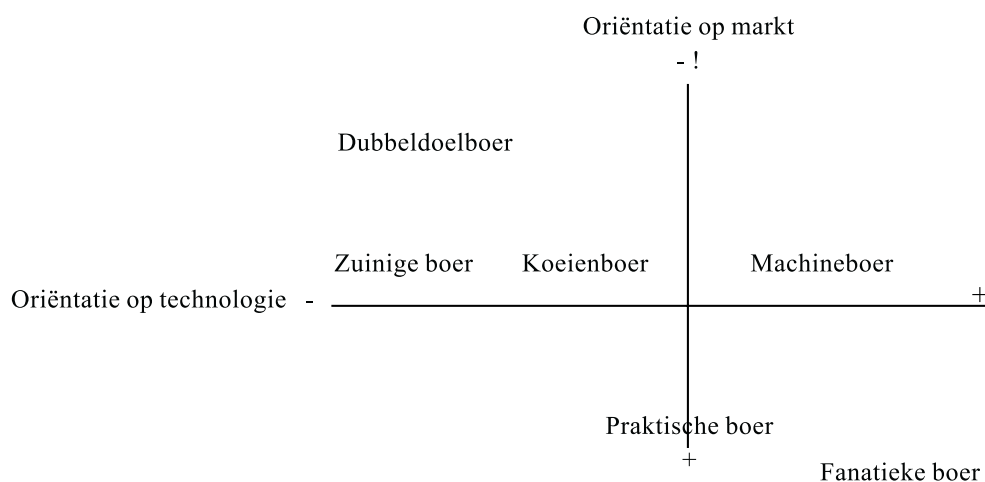 Oriëntatie op markt
- !
Dubbeldoelboer
Zuinige boer Koeienboer Machineboer
Oriëntatie op technologie - +
Praktische boer
+
Fanatieke boer